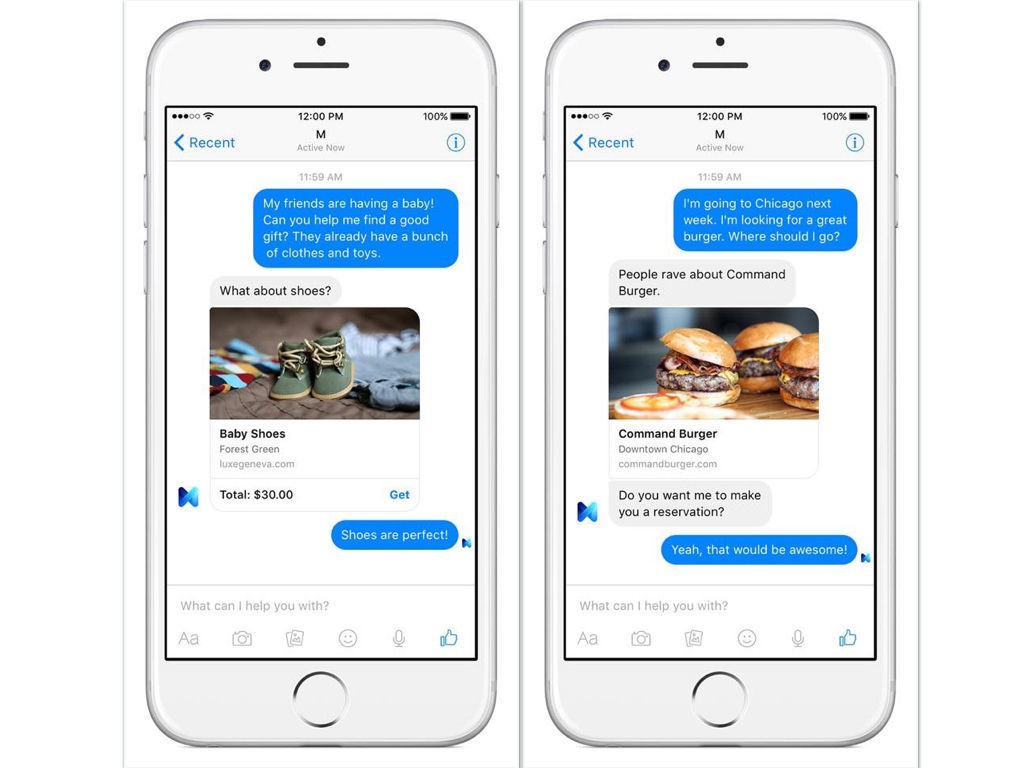 12:00 PM
100%
Recent
M
Active Now
11:59 AM
My friends are having a baby!
Can you help me find a good
gift? They already have a bunch
of clothes and toys.
What about shoes?
Baby Shoes
Forest Green
luxegeneva.com
Total: $30.00
Get
Shoes are perfect!
What can I help you with?
Aa
12:00 PM
100%
Recent
M
Active Now
11:59 AM
I'm going to Chicago next
week. I'm looking for a great
burger. Where should I go?
People rave about Command
Burger.
Command Burger
Downtown Chicago
commandburger.com
Do you want me to make
you a reservation?
Yeah, that would be awesome!
What can I help you with?
Aa